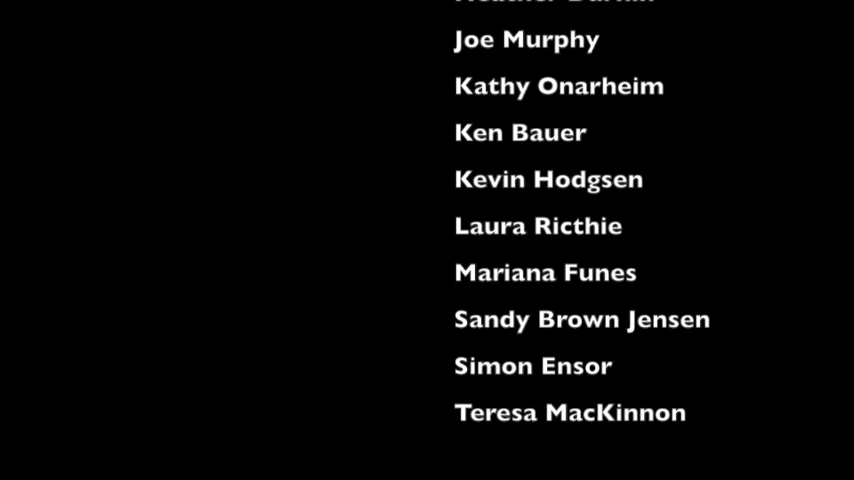 Joe Murphy
Kathy Onarheim
Ken Bauer
Kevin Hodgsen
Laura Ricthie
Mariana Funes
Sandy Brown Jensen
Simon Ensor
Teresa MacKinnon